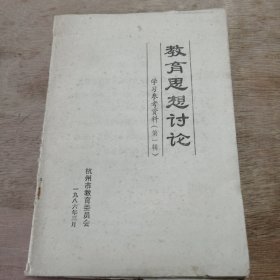 教育思想讨论
学习参考资料（第一辑）
杭州市教育委员会
一九八六年三月